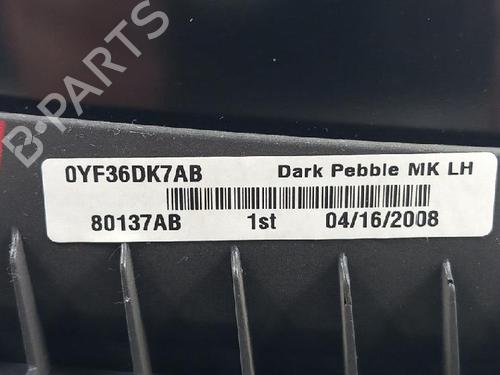 B-PARTS
0YF36DK7AB Dark Pebble MK LH
80137AB 1st 04/16/2008